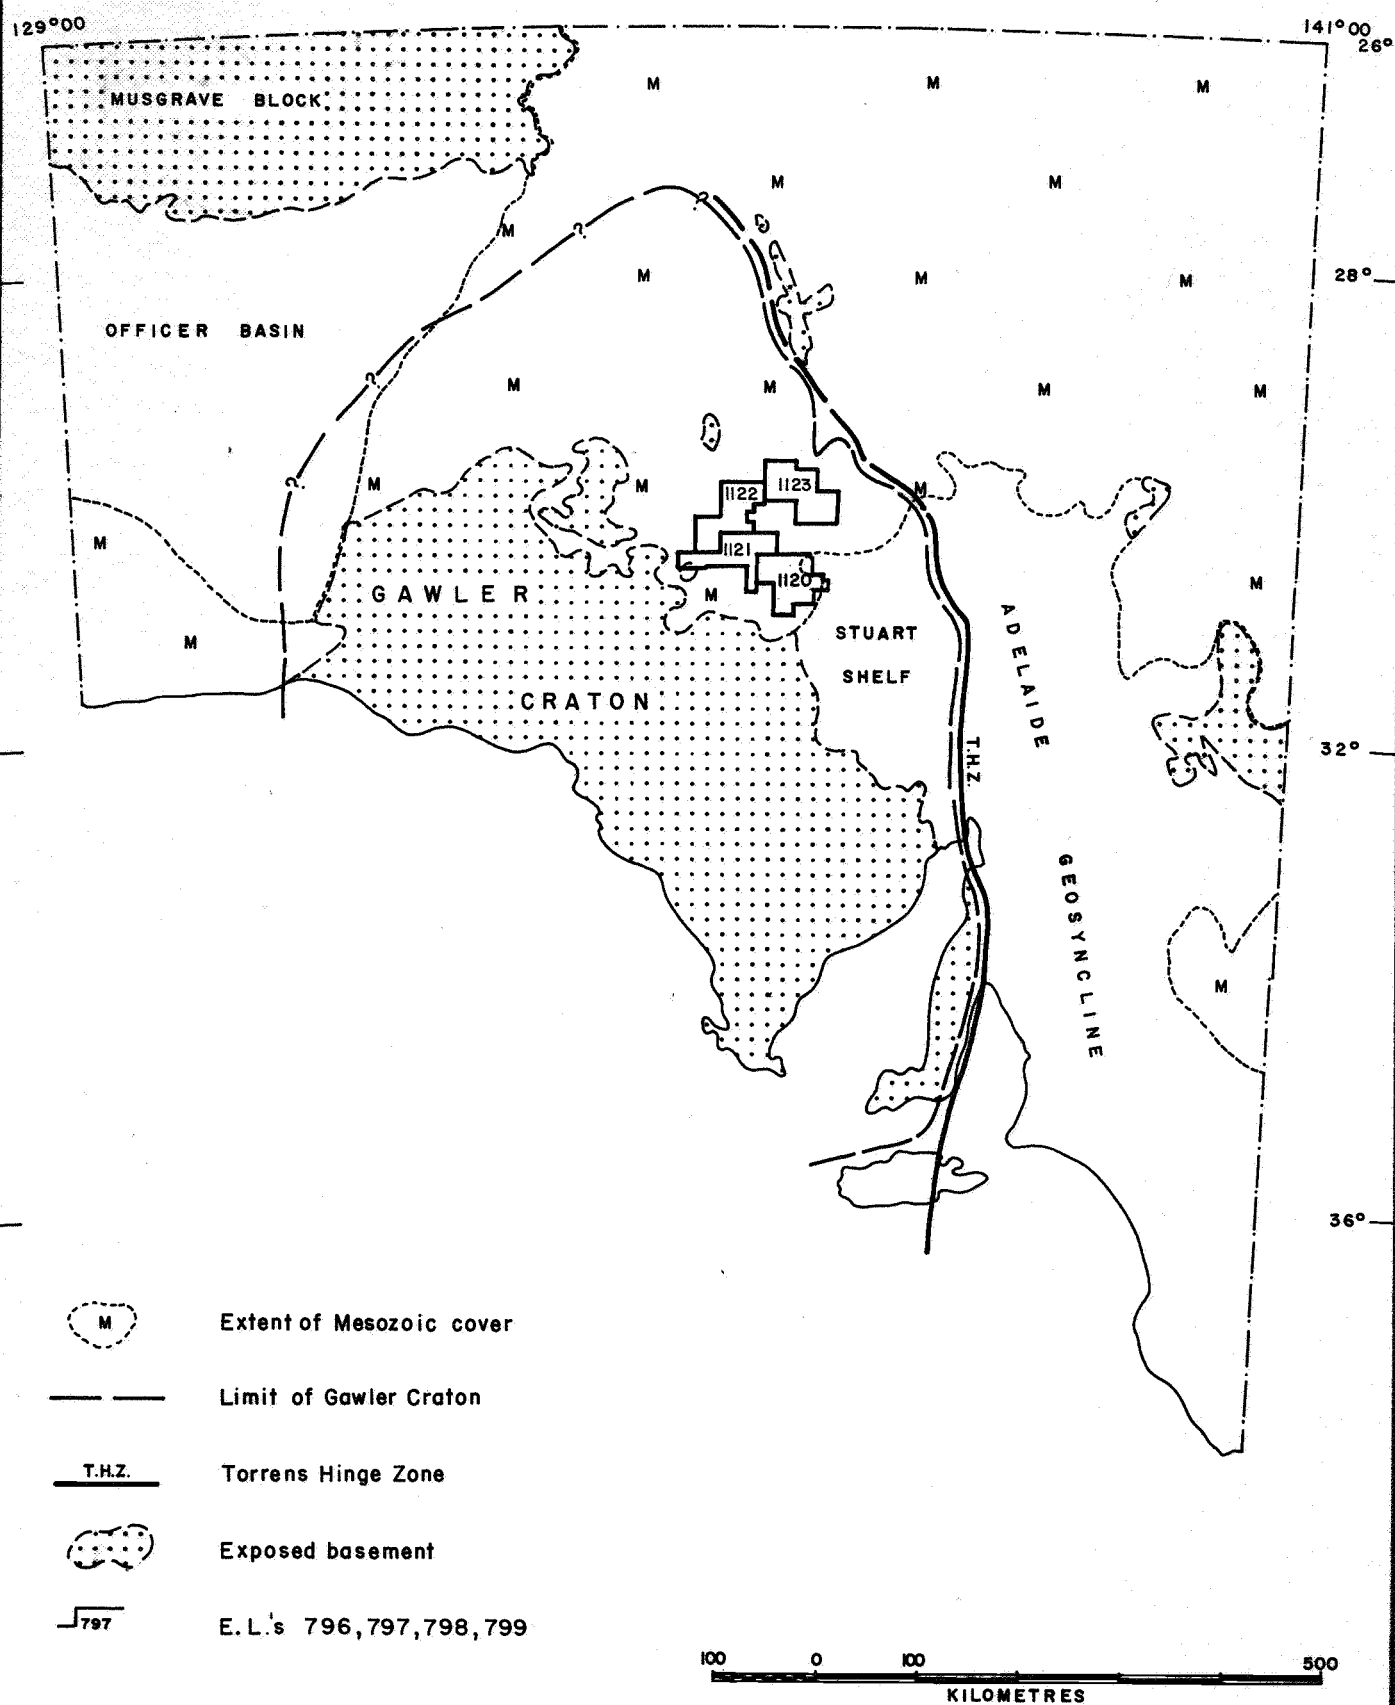 129°00
141°00
26°
MUSGRAVE BLOCK
M
M
M
M
M
M
?
?
M
M
M
28°
M
OFFICER BASIN
?
M
M
M
M
?
M
M
M
1122
1123
M
1121
1120
M
M
GAWLER
M
STUART
SHELF
CRATON
ADELAIDE
T.H.Z.
32°
GEOSYNCLINE
M
36°
M
Extent of Mesozoic cover
Limit of Gawler Craton
T.H.Z.
Torrens Hinge Zone
Exposed basement
797
E.L.'s 796,797,798,799
100 0 100 500
KILOMETRES